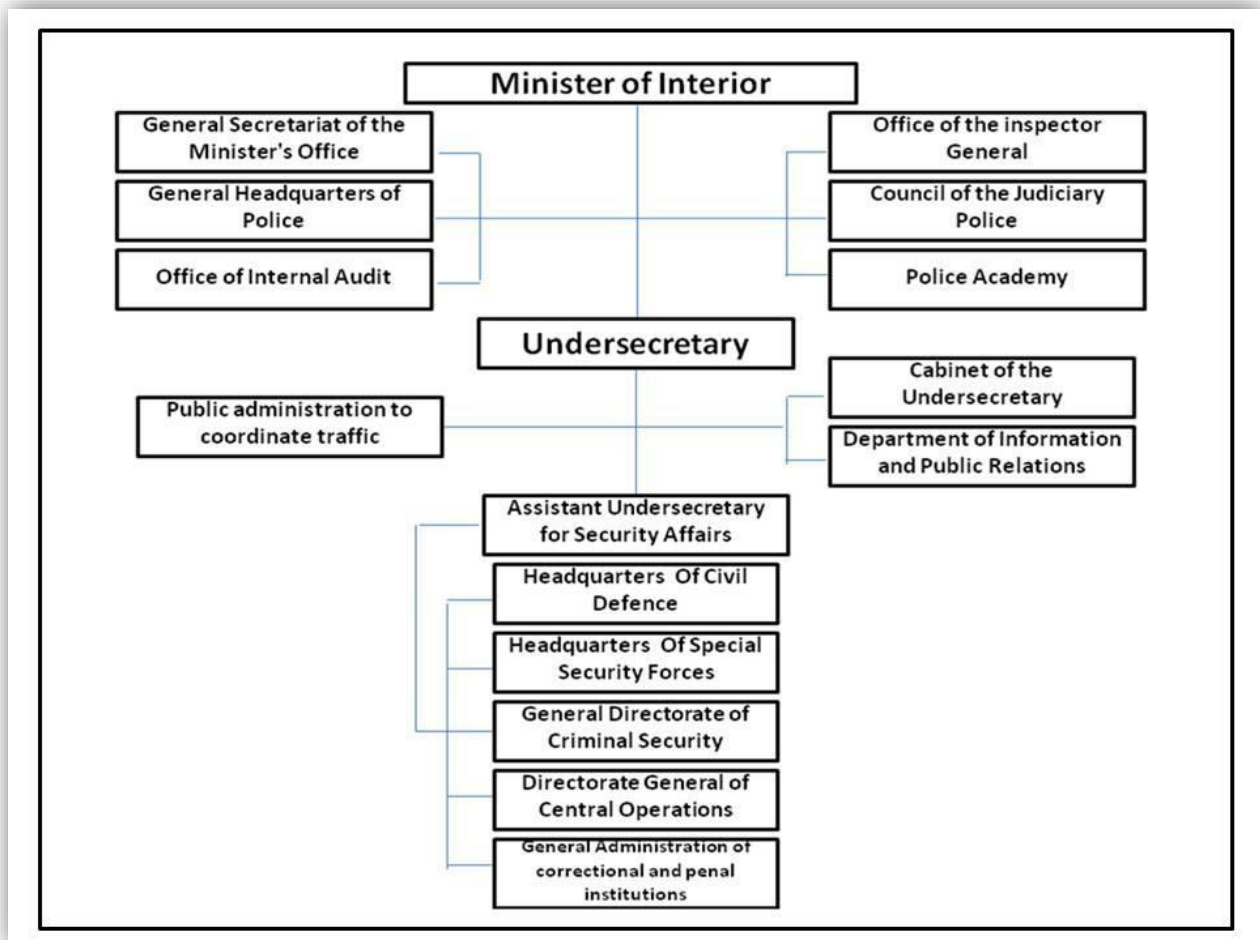 Minister of Interior
General Secretariat of the
Minister's Office
Office of the inspector
General
General Headquarters of
Police
Council of the Judiciary
Police
Office of Internal Audit
Police Academy
Undersecretary
Public administration to
coordinate traffic
Cabinet of the
Undersecretary
Department of Information
and Public Relations
Assistant Undersecretary
for Security Affairs
Headquarters Of Civil
Defence
Headquarters Of Special
Security Forces
General Directorate of
Criminal Security
Directorate General of
Central Operations
General Administration of
correctional and penal
institutions